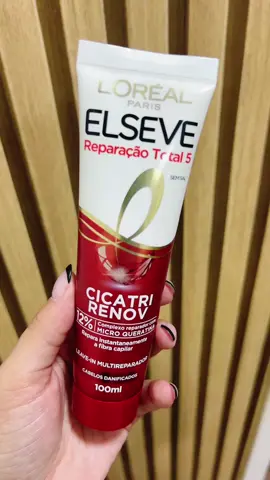 L'ORÉAL
PARIS
ELSEVE
Reparação Total 5
CICATRI
RENOV
12% Complexo reparador com
MICRO QUERATINA
Repara instantaneamente
a fibra capilar
LEAVE-IN MULTIREPARADOR
CABELOS DANIFICADOS
100ml